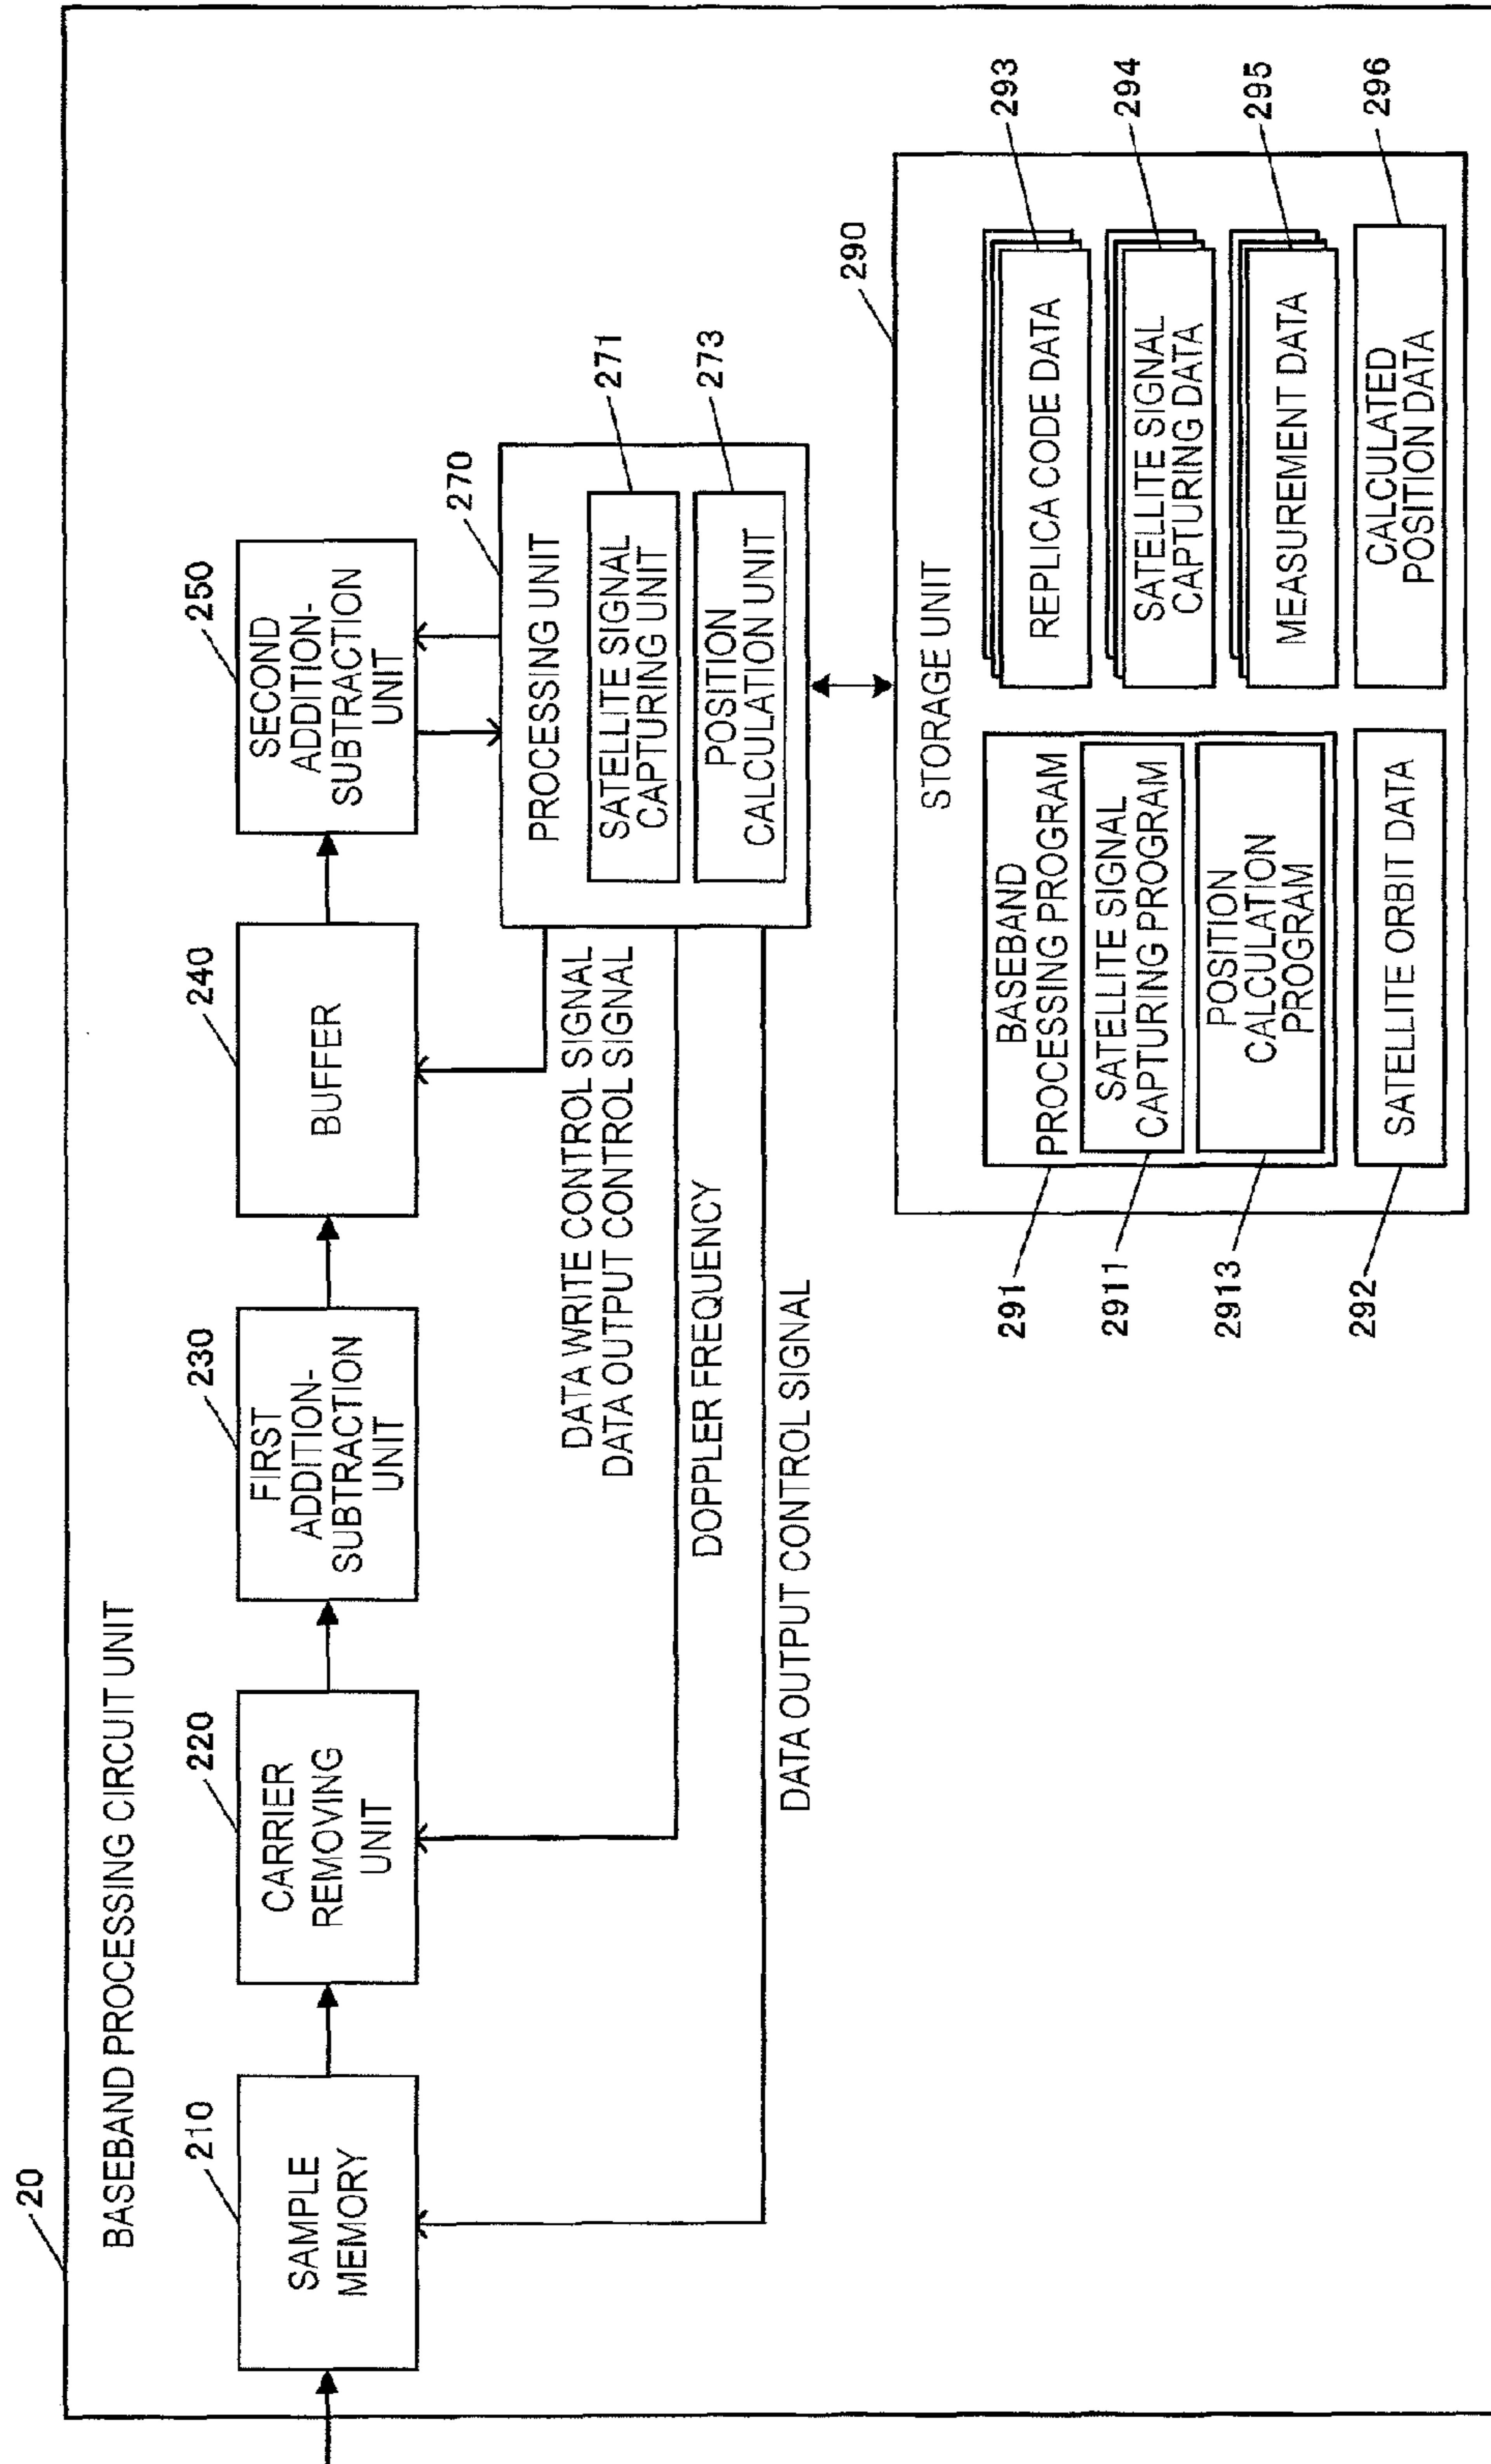 20
BASEBAND PROCESSING CIRCUIT UNIT
210
SAMPLE
MEMORY
220
CARRIER
REMOVING
UNIT
230
FIRST
ADDITION-
SUBTRACTION
UNIT
240
BUFFER
250
SECOND
ADDITION-
SUBTRACTION
UNIT
DATA WRITE CONTROL SIGNAL
DATA OUTPUT CONTROL SIGNAL
DOPPLER FREQUENCY
DATA OUTPUT CONTROL SIGNAL
270
PROCESSING UNIT
SATELLITE SIGNAL
CAPTURING UNIT
271
POSITION
CALCULATION UNIT
273
290
STORAGE UNIT
BASEBAND
PROCESSING PROGRAM
291
SATELLITE SIGNAL
CAPTURING PROGRAM
2911
POSITION
CALCULATION
PROGRAM
2913
SATELLITE ORBIT DATA
292
REPLICA CODE DATA
293
SATELLITE SIGNAL
CAPTURING DATA
294
MEASUREMENT DATA
295
CALCULATED
POSITION DATA
296